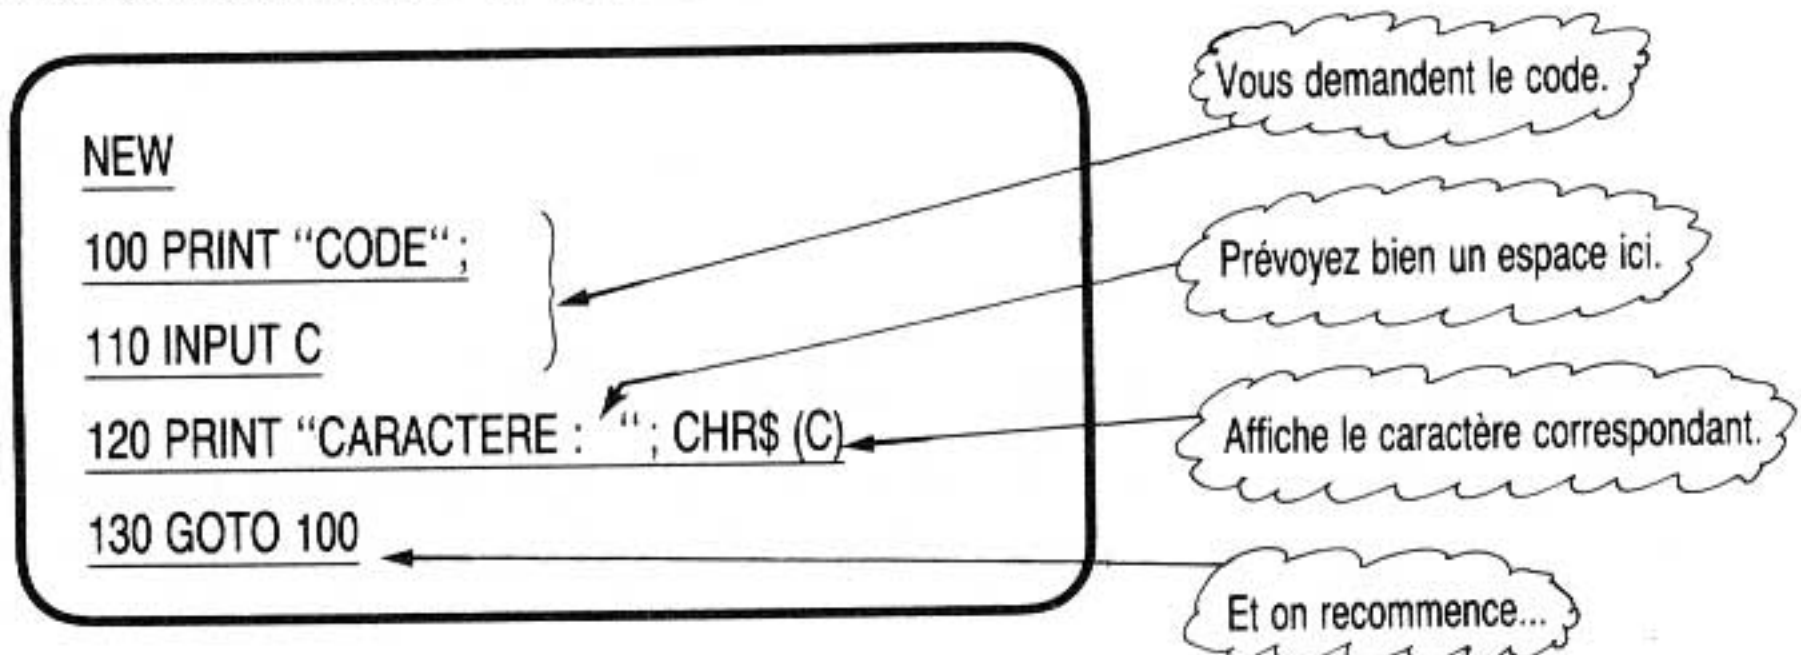 NEW
100 PRINT “CODE“;
110 INPUT C
120 PRINT “CARACTERE : “; CHR$ (C)
130 GOTO 100
Vous demandent le code.
Prévoyez bien un espace ici.
Affiche le caractère correspondant.
Et on recommence...